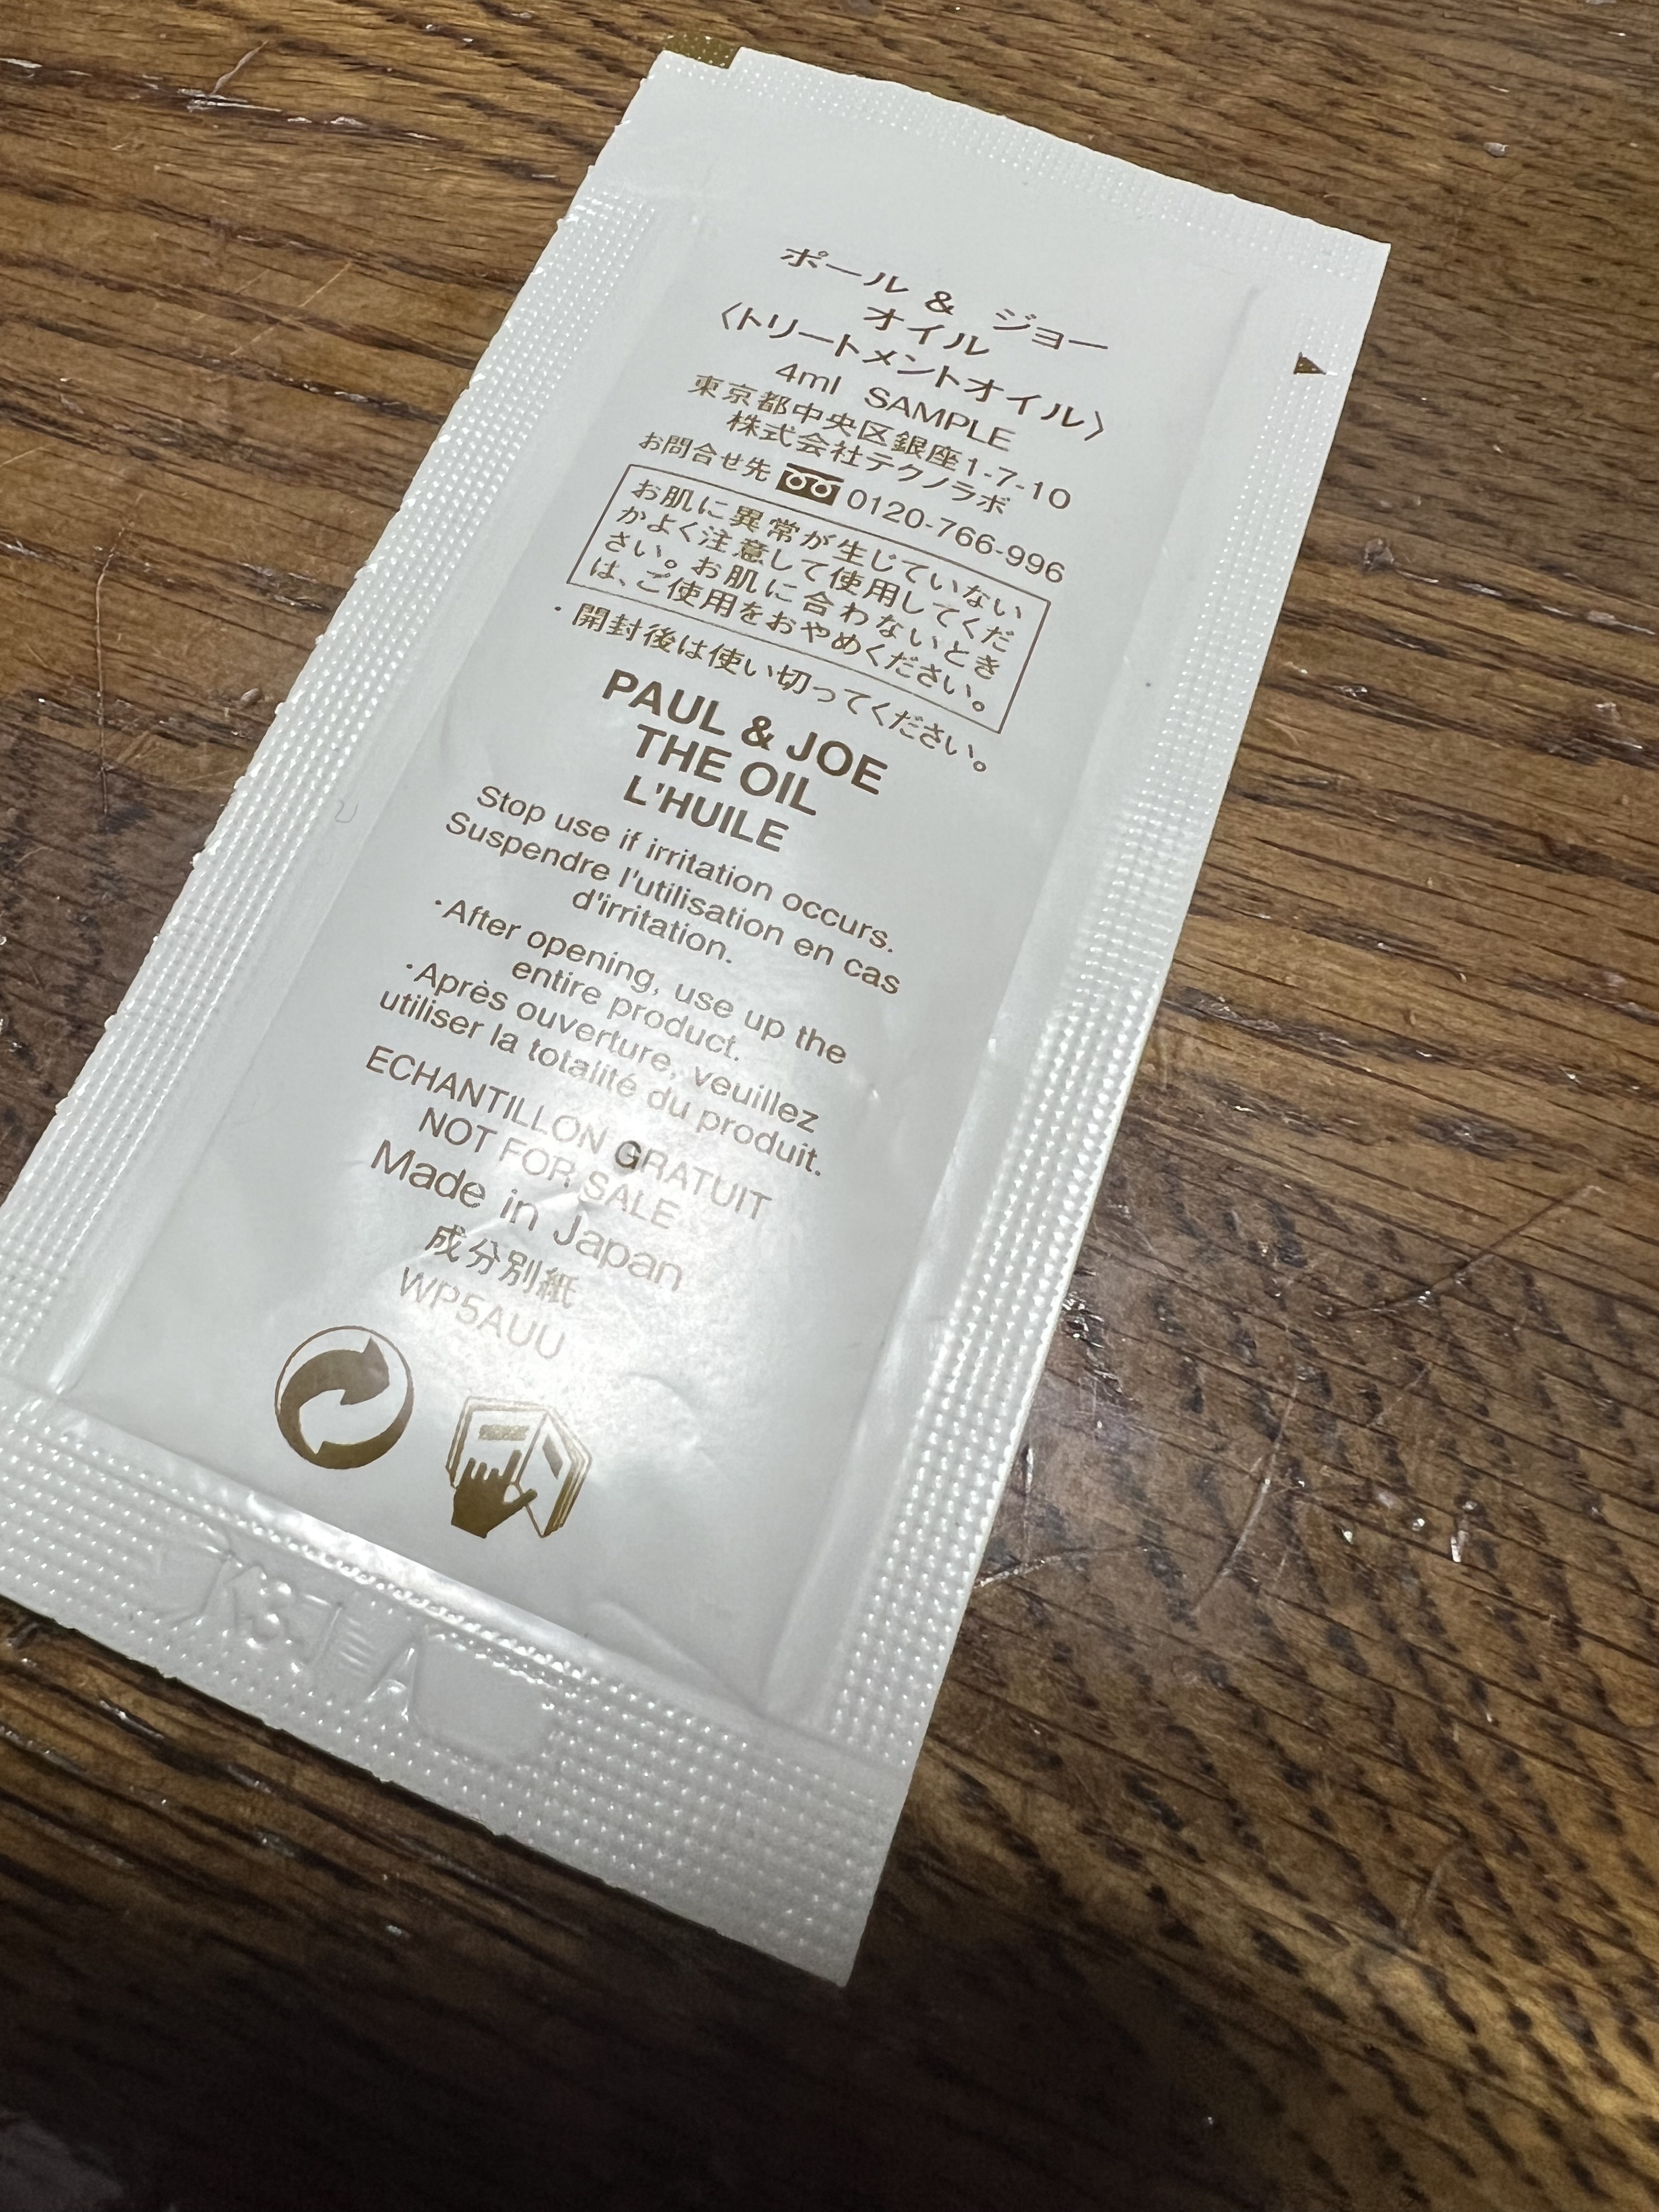 ポール & ジョー
オイル
〈トリートメントオイル〉
4ml SAMPLE
東京都中央区銀座1-7-10
株式会社テクノラボ
お問合せ先 0120-766-996
お肌に異常が生じていない
かよく注意して使用してくだ
さい。お肌に合わないとき
は、ご使用をおやめください。
・開封後は使い切ってください。
PAUL & JOE
THE OIL
L'HUILE
Stop use if irritation occurs.
Suspendre l'utilisation en cas
d'irritation.
・After opening, use up the
entire product.
・Après ouverture, veuillez
utiliser la totalité du produit.
ECHANTILLON GRATUIT
NOT FOR SALE
Made in Japan
成分別紙
WP5AUU